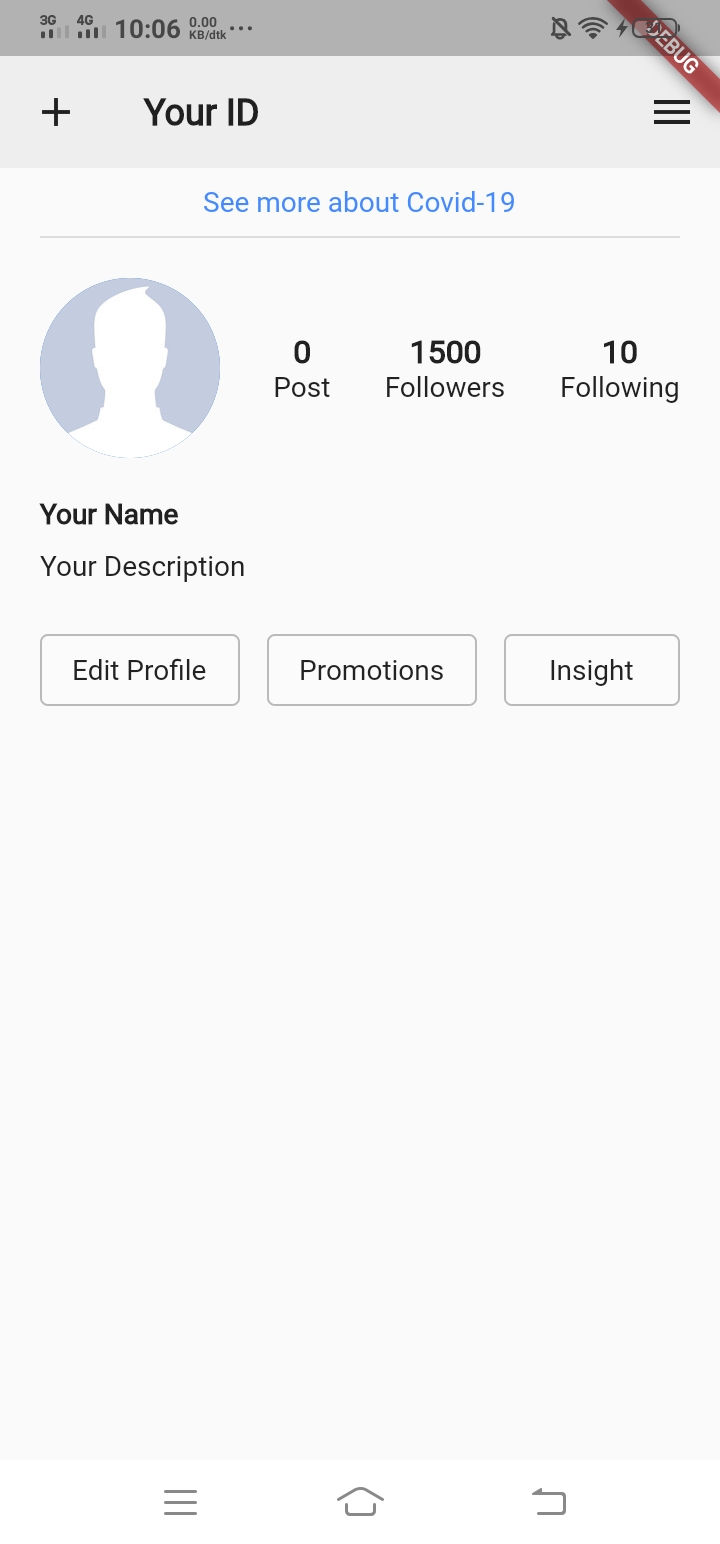 3G 4G 10:06 0.00 KB/dtk ...
DEBUG
Your ID
See more about Covid-19
0 1500 10
Post Followers Following
Your Name
Your Description
Edit Profile Promotions Insight